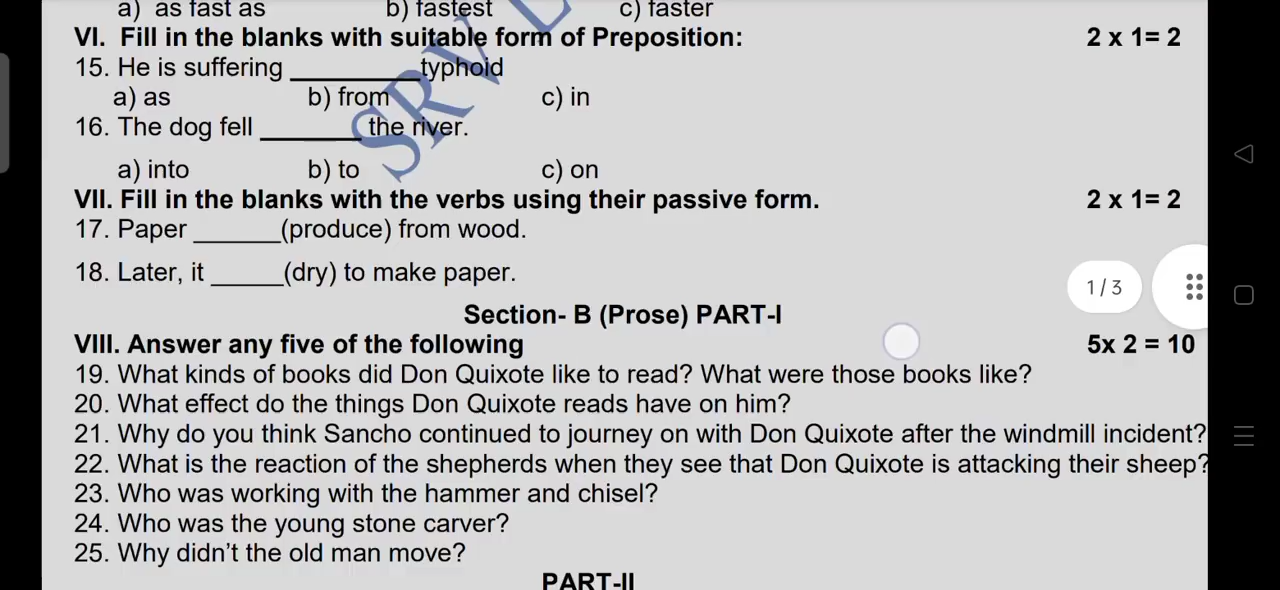 a) as fast as b) fastest c) faster
VI. Fill in the blanks with suitable form of Preposition: 2 x 1= 2
15. He is suffering __________typhoid
a) as b) from c) in
16. The dog fell ________ the river.
a) into b) to c) on
VII. Fill in the blanks with the verbs using their passive form. 2 x 1= 2
17. Paper ______(produce) from wood.
18. Later, it _____(dry) to make paper.
1/3
Section- B (Prose) PART-I
VIII. Answer any five of the following 5x 2 = 10
19. What kinds of books did Don Quixote like to read? What were those books like?
20. What effect do the things Don Quixote reads have on him?
21. Why do you think Sancho continued to journey on with Don Quixote after the windmill incident?
22. What is the reaction of the shepherds when they see that Don Quixote is attacking their sheep?
23. Who was working with the hammer and chisel?
24. Who was the young stone carver?
25. Why didn't the old man move?
PART-II
SRV